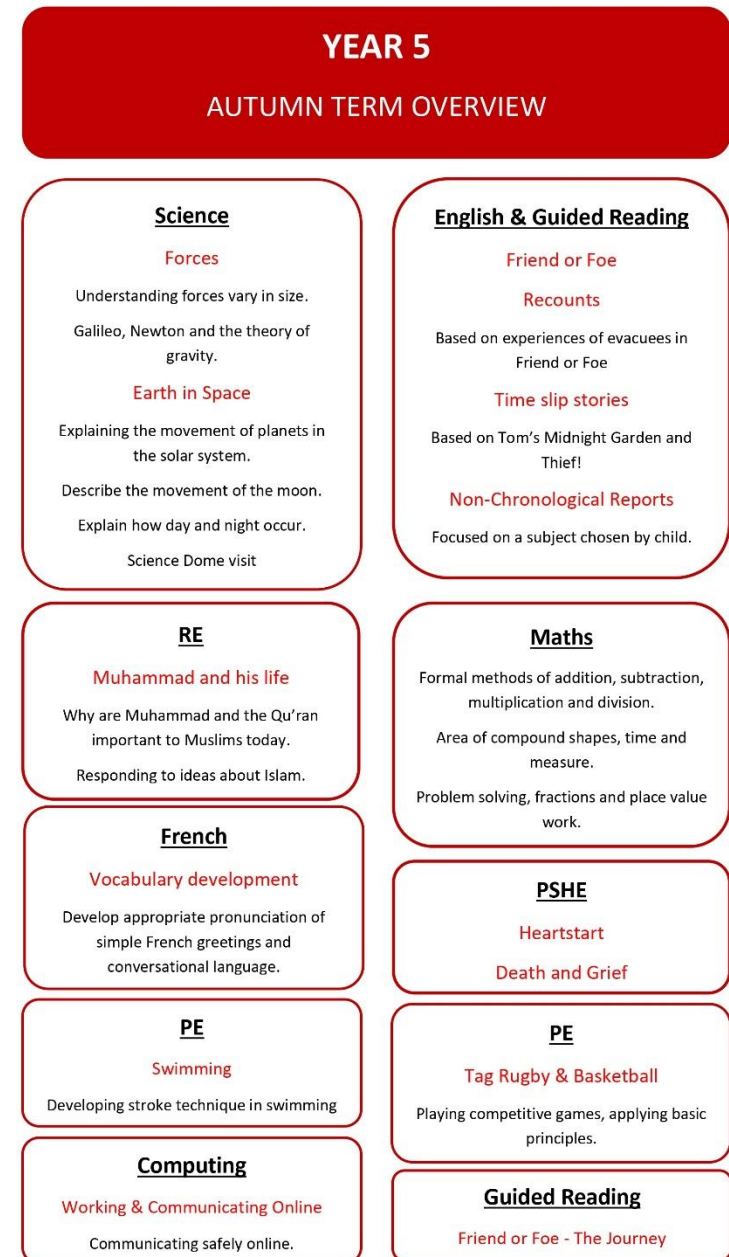 YEAR 5
AUTUMN TERM OVERVIEW
Science
Forces
Understanding forces vary in size.
Galileo, Newton and the theory of
gravity.
Earth in Space
Explaining the movement of planets in
the solar system.
Describe the movement of the moon.
Explain how day and night occur.
Science Dome visit
English & Guided Reading
Friend or Foe
Recounts
Based on experiences of evacuees in
Friend or Foe
Time slip stories
Based on Tom's Midnight Garden and
Thief!
Non-Chronological Reports
Focused on a subject chosen by child.
RE
Muhammad and his life
Why are Muhammad and the Qu'ran
important to Muslims today.
Responding to ideas about Islam.
Maths
Formal methods of addition, subtraction,
multiplication and division.
Area of compound shapes, time and
measure.
Problem solving, fractions and place value
work.
French
Vocabulary development
Develop appropriate pronunciation of
simple French greetings and
conversational language.
PSHE
Heartstart
Death and Grief
PE
Swimming
Developing stroke technique in swimming
PE
Tag Rugby & Basketball
Playing competitive games, applying basic
principles.
Computing
Working & Communicating Online
Communicating safely online.
Guided Reading
Friend or Foe - The Journey